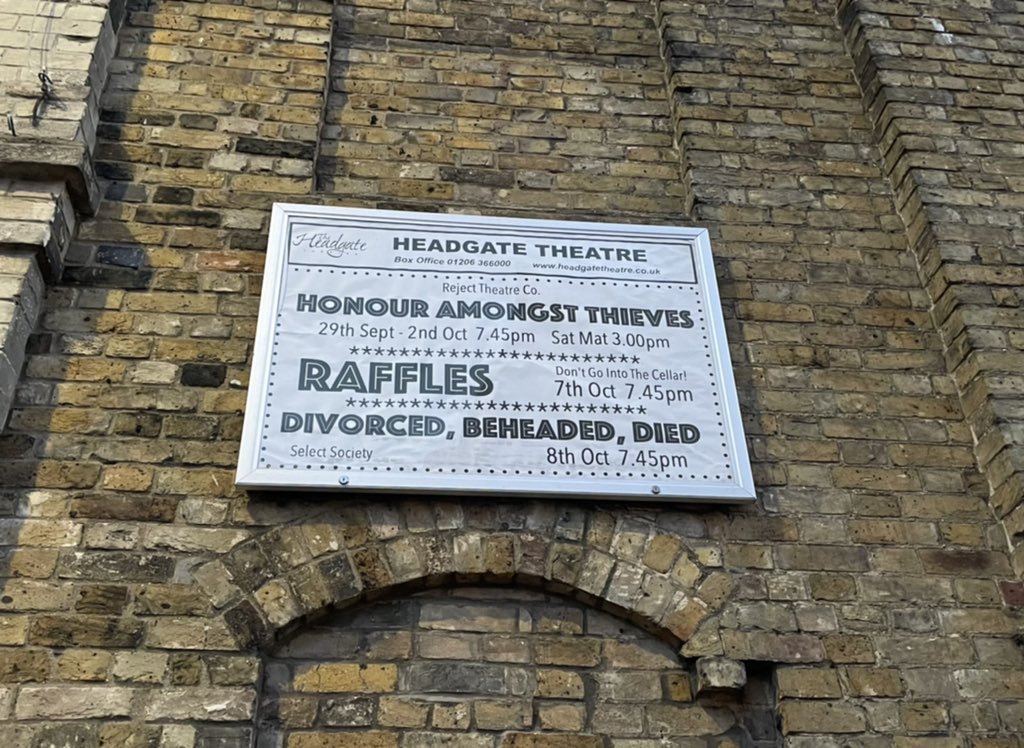 The Headgate
HEADGATE THEATRE
Box Office 01206 366000 www.headgatetheatre.co.uk
Reject Theatre Co.
HONOUR AMONGST THIEVES
29th Sept - 2nd Oct 7.45pm Sat Mat 3.00pm
********************************
RAFFLES
Don't Go Into The Cellar!
7th Oct 7.45pm
********************************
DIVORCED, BEHEADED, DIED
Select Society
8th Oct 7.45pm